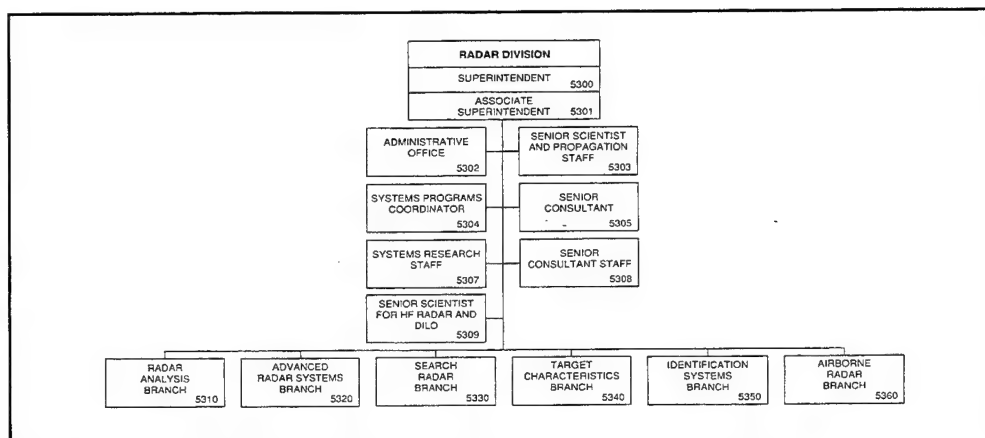 RADAR DIVISION
SUPERINTENDENT
5300
ASSOCIATE
SUPERINTENDENT
5301
ADMINISTRATIVE
OFFICE
5302
SENIOR SCIENTIST
AND PROPAGATION
STAFF
5303
SYSTEMS PROGRAMS
COORDINATOR
5304
SENIOR
CONSULTANT
5305
SYSTEMS RESEARCH
STAFF
5307
SENIOR
CONSULTANT STAFF
5308
SENIOR SCIENTIST
FOR HF RADAR AND
DILO
5309
RADAR
ANALYSIS
BRANCH
5310
ADVANCED
RADAR SYSTEMS
BRANCH
5320
SEARCH
RADAR
BRANCH
5330
TARGET
CHARACTERISTICS
BRANCH
5340
IDENTIFICATION
SYSTEMS
BRANCH
5350
AIRBORNE
RADAR
BRANCH
5360